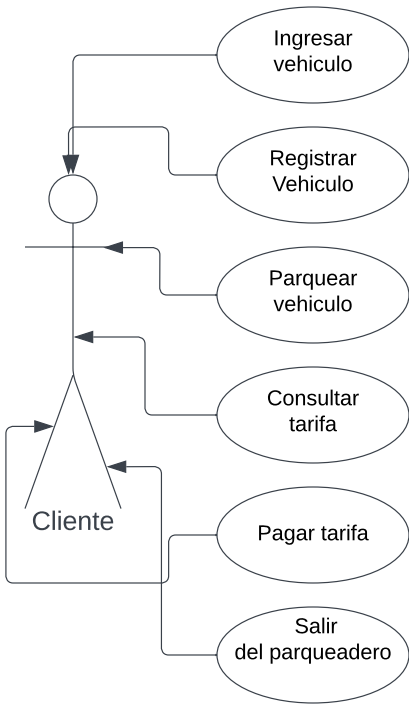 Ingresar
vehiculo
Registrar
Vehiculo
Parquear
vehiculo
Consultar
tarifa
Cliente
Pagar tarifa
Salir
del parqueadero